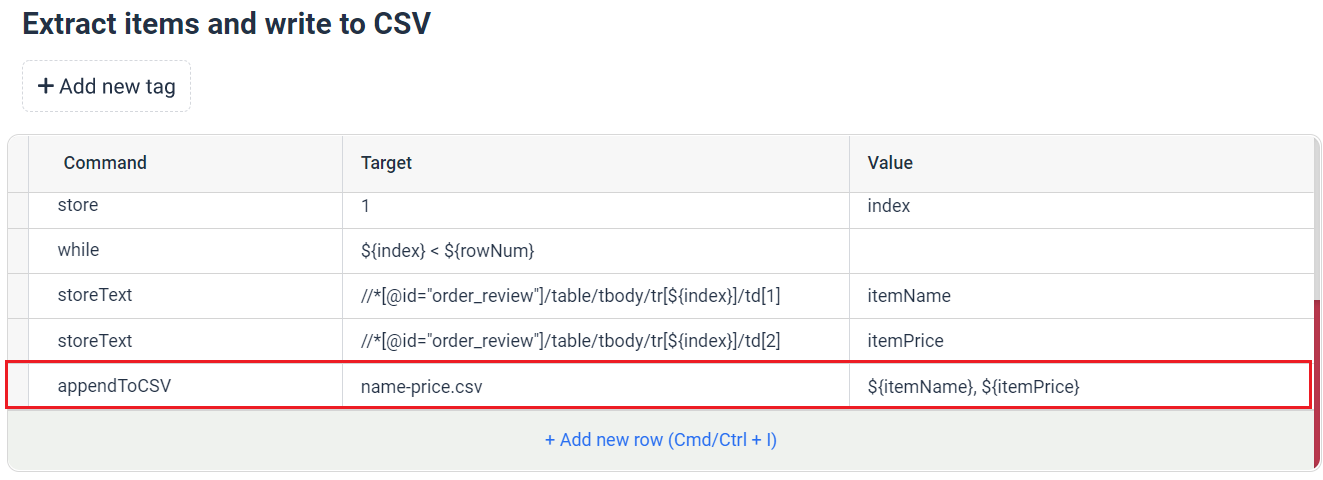 Extract items and write to CSV
+ Add new tag
Command Target Value
store 1 index
while ${index} < ${rowNum}
storeText //*[@id="order_review"]/table/tbody/tr[${index}]/td[1] itemName
storeText //*[@id="order_review"]/table/tbody/tr[${index}]/td[2] itemPrice
appendToCSV name-price.csv ${itemName}, ${itemPrice}
+ Add new row (Cmd/Ctrl + I)